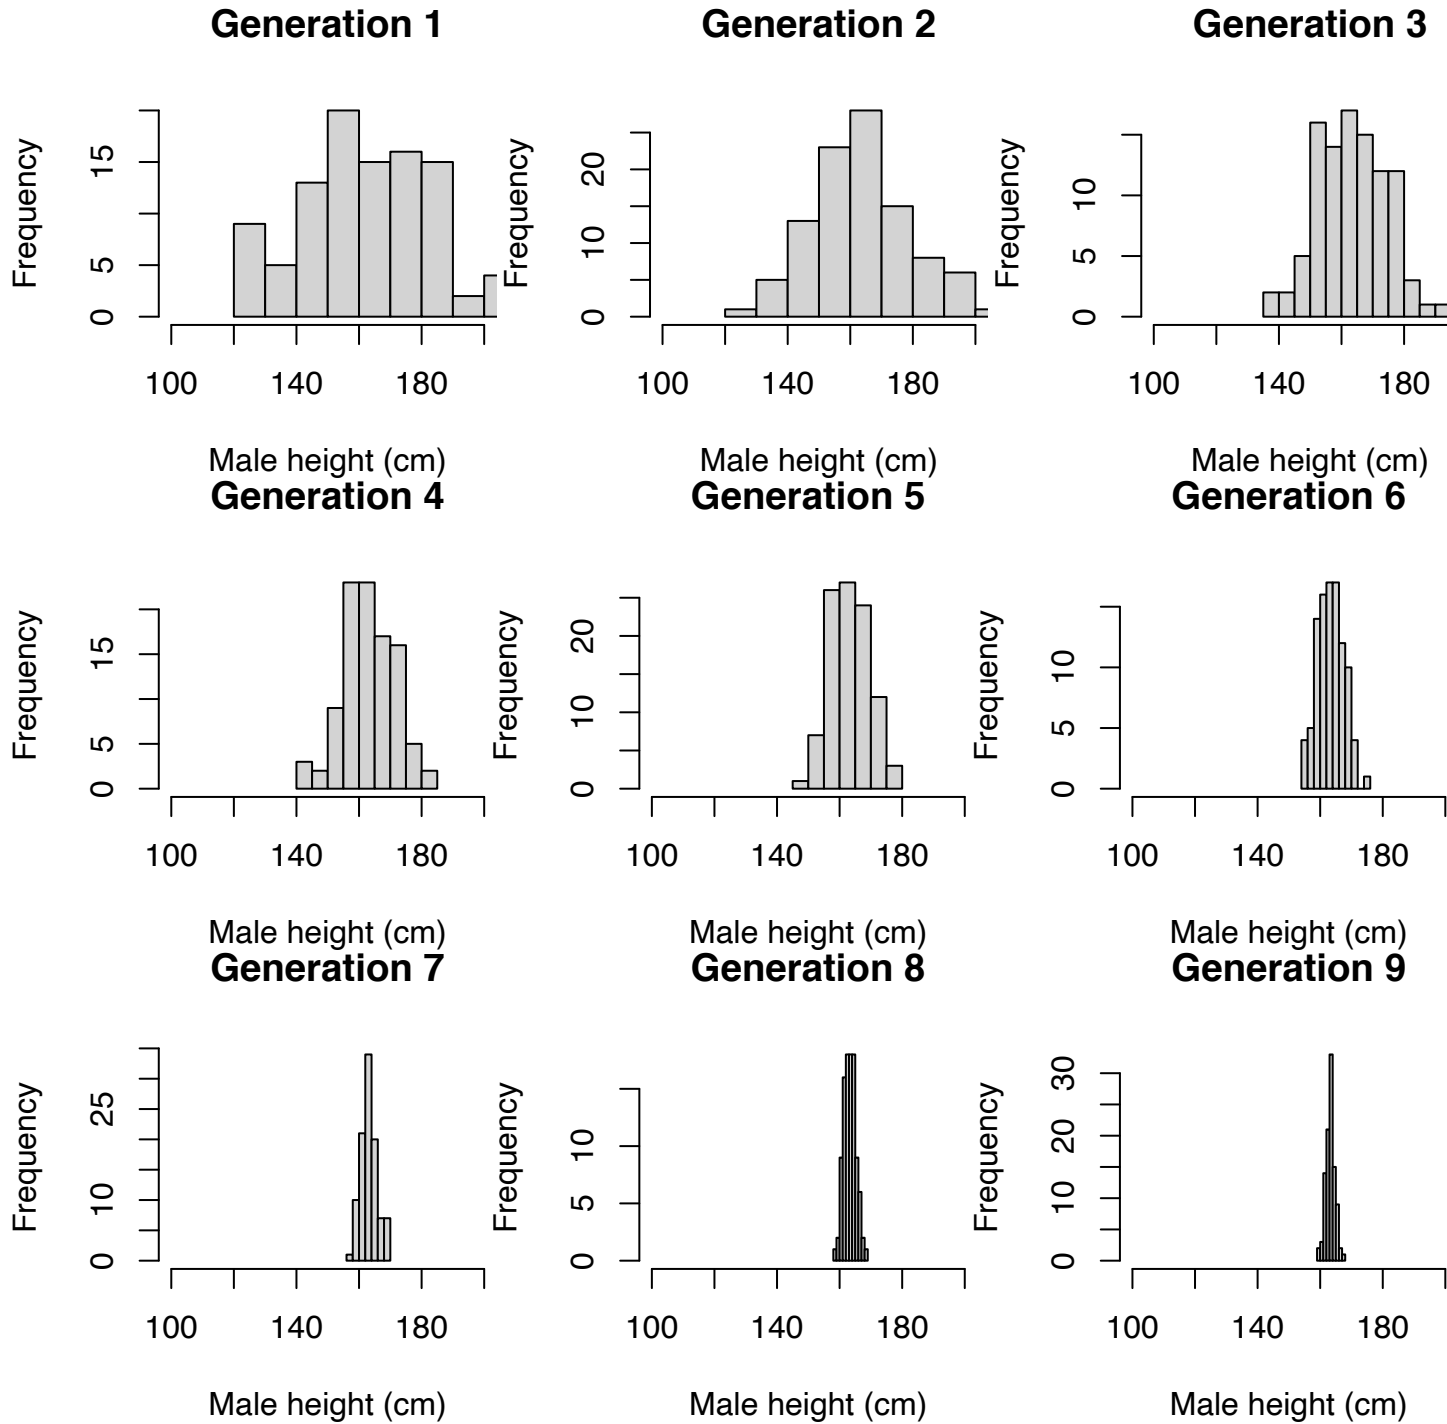 Generation 1
Frequency
0 5 15
100 140 180
Male height (cm)
Generation 2
Frequency
0 10 20
100 140 180
Male height (cm)
Generation 3
Frequency
0 5 10
100 140 180
Male height (cm)
Generation 4
Frequency
0 5 15
100 140 180
Male height (cm)
Generation 5
Frequency
0 10 20
100 140 180
Male height (cm)
Generation 6
Frequency
0 5 10
100 140 180
Male height (cm)
Generation 7
Frequency
0 10 25
100 140 180
Male height (cm)
Generation 8
Frequency
0 5 10
100 140 180
Male height (cm)
Generation 9
Frequency
0 10 20 30
100 140 180
Male height (cm)